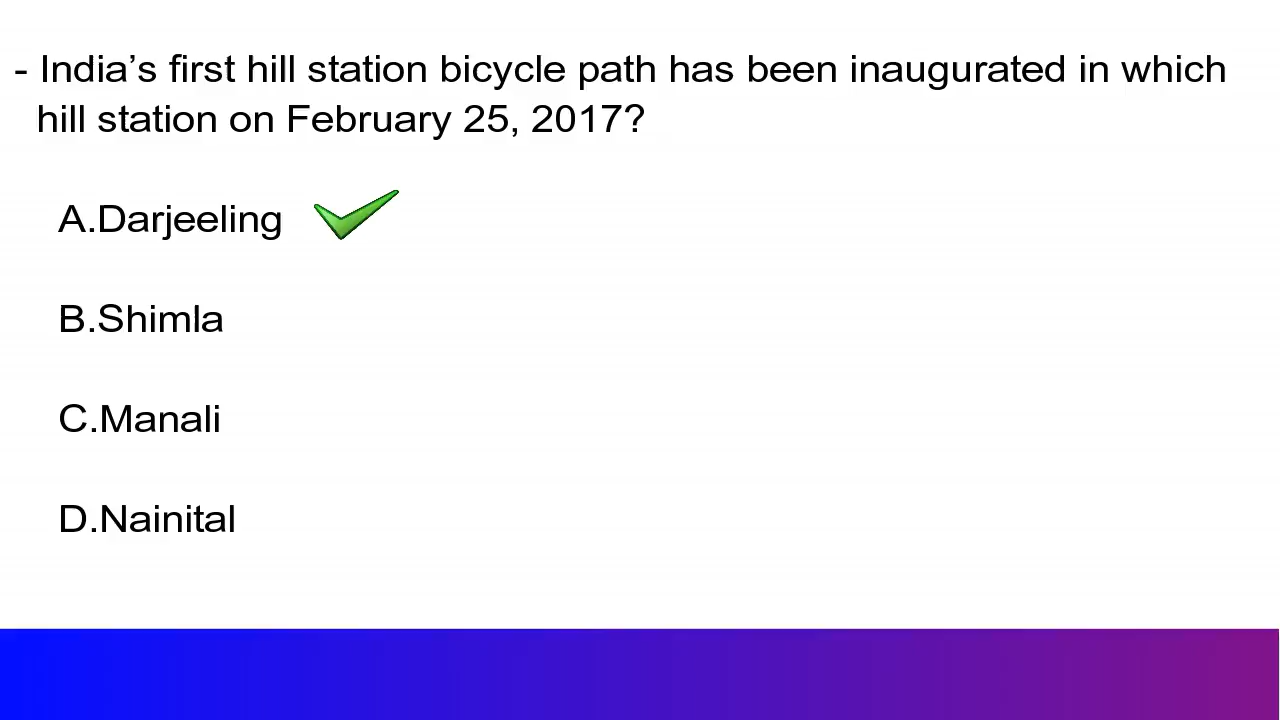 - India’s first hill station bicycle path has been inaugurated in which
hill station on February 25, 2017?
A.Darjeeling
B.Shimla
C.Manali
D.Nainital